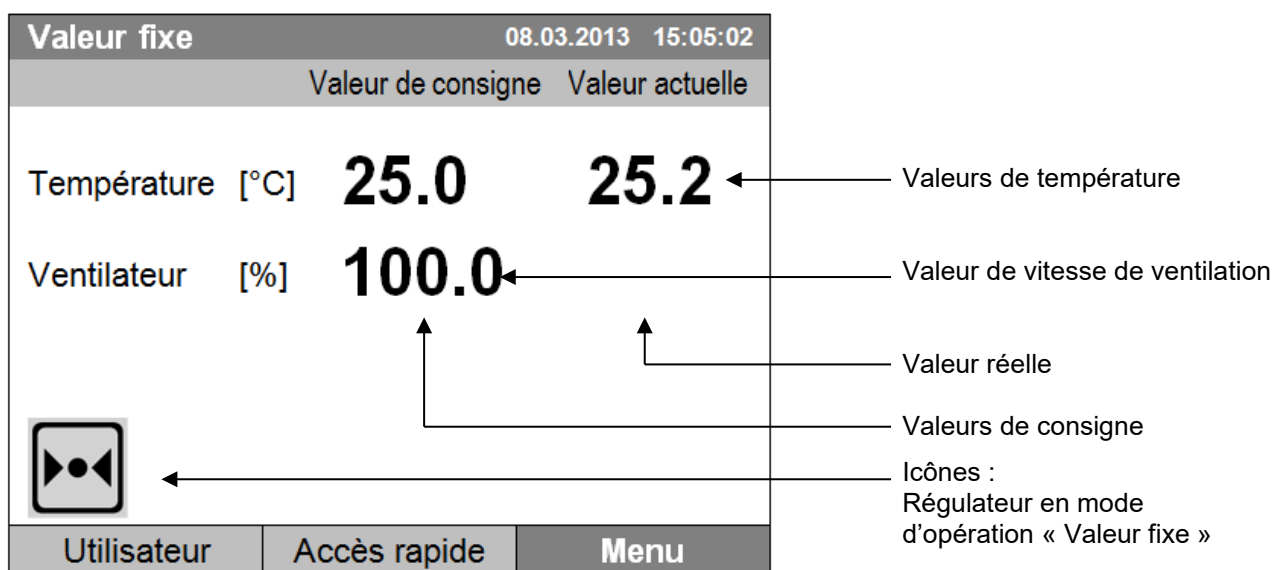 Valeur fixe 08.03.2013 15:05:02
Valeur de consigne Valeur actuelle
Température [°C] 25.0 25.2
Valeurs de température
Ventilateur [%] 100.0
Valeur de vitesse de ventilation
Valeur réelle
Valeurs de consigne
Icônes :
Régulateur en mode
d’opération « Valeur fixe »
Utilisateur Accès rapide Menu